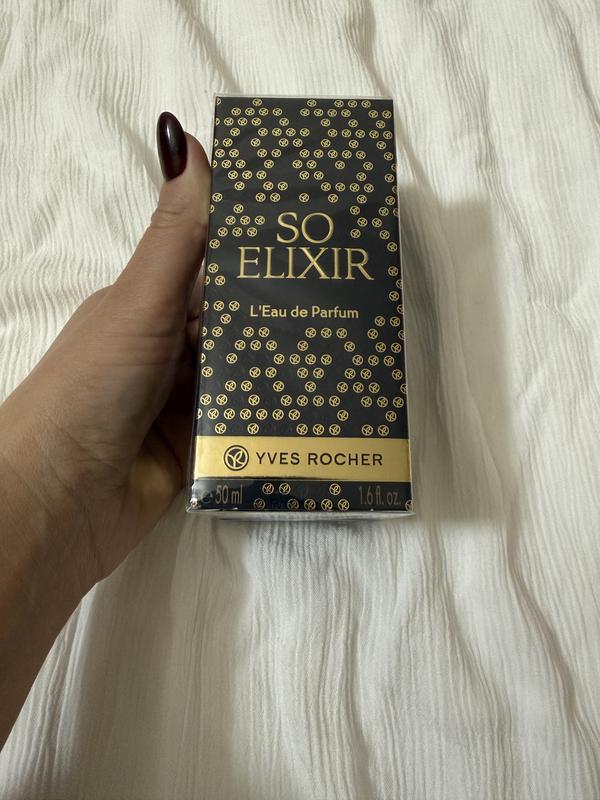 SO
ELIXIR
L'Eau de Parfum
YVES ROCHER
e 50 ml 1.6 fl. oz.